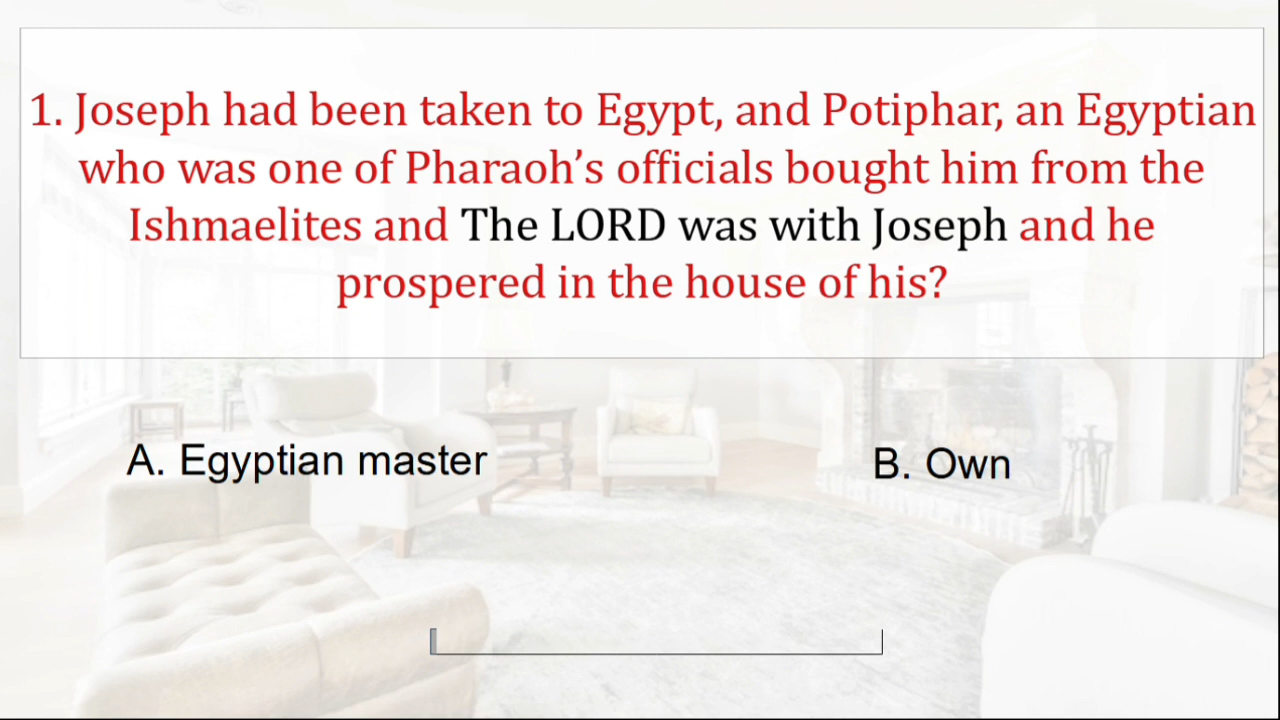 1. Joseph had been taken to Egypt, and Potiphar, an Egyptian
who was one of Pharaoh’s officials bought him from the
Ishmaelites and The LORD was with Joseph and he
prospered in the house of his?
A. Egyptian master
B. Own